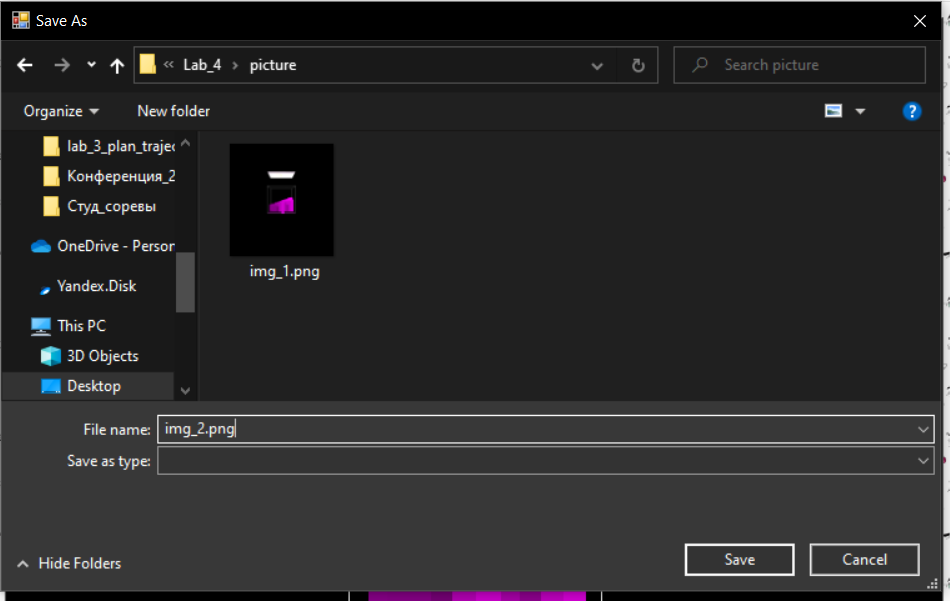 Save As
Lab_4
picture
Search picture
Organize
New folder
lab_3_plan_trajec
Конференция_2
Студ_соревы
OneDrive - Person
Yandex.Disk
This PC
3D Objects
Desktop
img_1.png
File name: img_2.png
Save as type:
Hide Folders
Save
Cancel